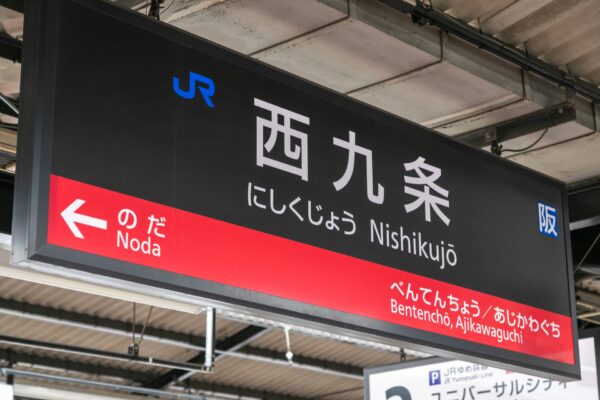 JR
西九条
阪
にしくじょう Nishikujō
← のだ
Noda
べんてんちょう／あじかわぐち
Bentenchō, Ajikawaguchi
P JRゆめ咲線
JR Yumesaki Line
ユニバーサルシティ